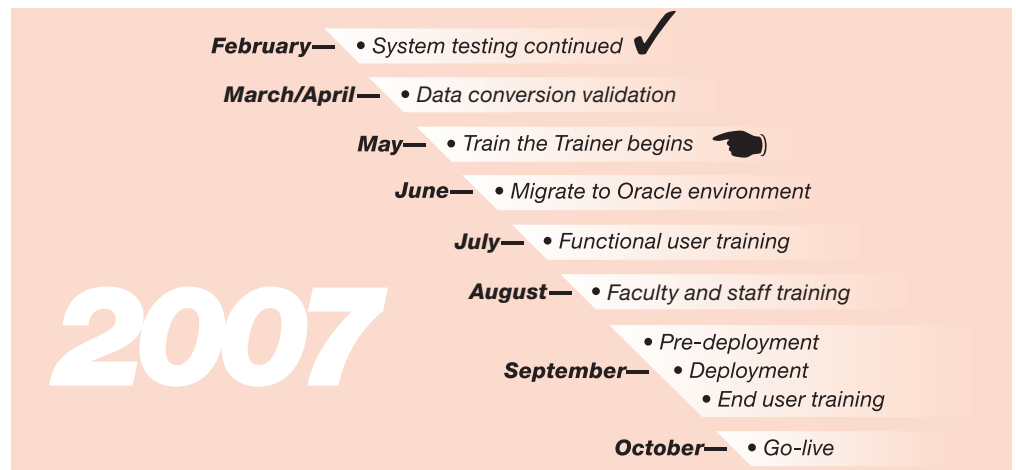 February— • System testing continued ✓
March/April— • Data conversion validation
May— • Train the Trainer begins
June— • Migrate to Oracle environment
July— • Functional user training
August— • Faculty and staff training
• Pre-deployment
September— • Deployment
• End user training
October— • Go-live
2007